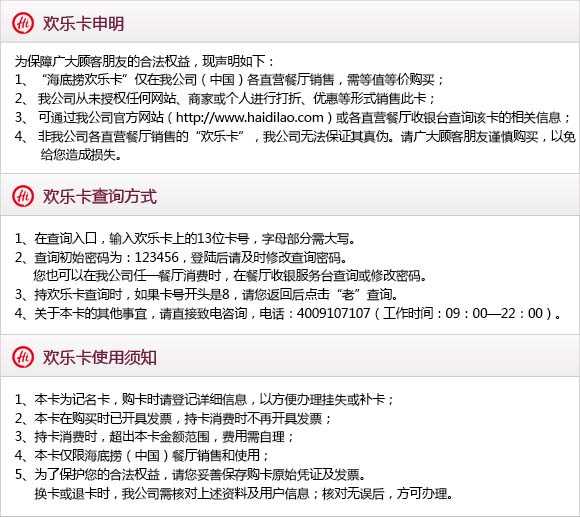 Hi 欢乐卡申明
为保障广大顾客朋友的合法权益，现声明如下：
1、“海底捞欢乐卡”仅在我公司（中国）各直营餐厅销售，需等值等价购买；
2、 我公司从未授权任何网站、商家或个人进行打折、优惠等形式销售此卡；
3、 可通过我公司官方网站（http://www.haidilao.com）或各直营餐厅收银台查询该卡的相关信息；
4、 非我公司各直营餐厅销售的“欢乐卡”，我公司无法保证其真伪。请广大顾客朋友谨慎购买，以免
给您造成损失。
Hi 欢乐卡查询方式
1、在查询入口，输入欢乐卡上的13位卡号，字母部分需大写。
2、查询初始密码为：123456，登陆后请及时修改查询密码。
您也可以在我公司任一餐厅消费时，在餐厅收银服务台查询或修改密码。
3、持欢乐卡查询时，如果卡号开头是8，请您返回后点击“老”查询。
4、关于本卡的其他事宜，请直接致电咨询，电话：4009107107（工作时间：09：00—22：00）。
Hi 欢乐卡使用须知
1、本卡为记名卡，购卡时请登记详细信息，以方便办理挂失或补卡；
2、本卡在购买时已开具发票，持卡消费时不再开具发票；
3、持卡消费时，超出本卡金额范围，费用需自理；
4、本卡仅限海底捞（中国）餐厅销售和使用；
5、为了保护您的合法权益，请您妥善保存购卡原始凭证及发票。
换卡或退卡时，我公司需核对上述资料及用户信息；核对无误后，方可办理。